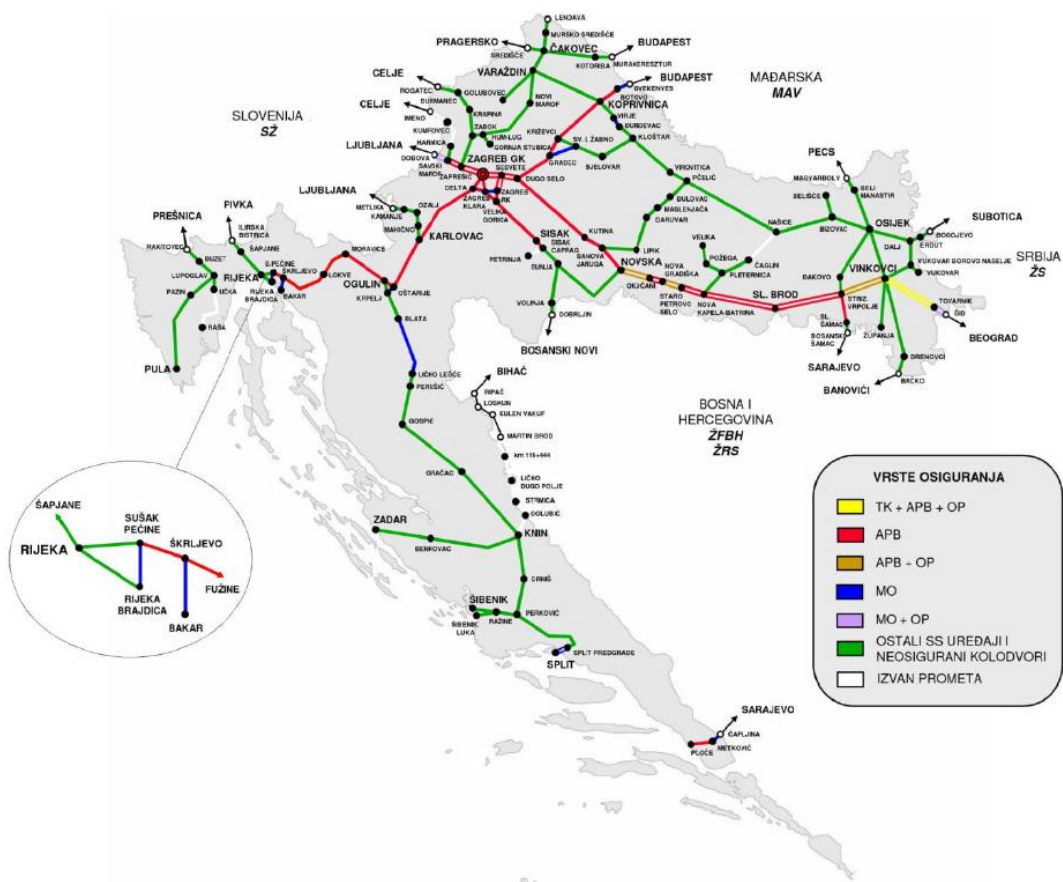 LENDAVA
MURSKO SREDIŠĆE
PRAGERSKO
ČAKOVEC
BUDAPEST
SREDIŠĆE
KOTORIBA
MURAKERESZTUR
CELJE
VARAŽDIN
BUDAPEST
MAĐARSKA
MAV
ROGATEC
GOLUBOVEC
GYEKENYES
BOTOVO
ĐURMANEC
NOVI
MAROF
KOPRIVNICA
SLOVENIJA
SŽ
CELJE
KRAPINA
VIRJE
IMENO
ĐURĐEVAC
KUMROVEC
ZABOK
KRIŽEVCI
HUM-LUG
SV. I. ŽABNO
KLOŠTAR
HARMICA
GORNJA STUBICA
LJUBLJANA
GRADEC
BJELOVAR
PECS
DOBOVA
ZAGREB GK
SAVSKI
MAROF
SESVETE
VIROVITICA
MAGYARBOLY
ZAPREŠIĆ
DUGO SELO
PČELIĆ
BELI
MANASTIR
DELTA
LJUBLJANA
ZAGREB
KLARA
ZAGREB
RK
BELIŠĆE
SUBOTICA
ĐULOVAC
VELIKA
GORICA
MASLENJAČA
OSIJEK
PREŠNICA
PIVKA
METLIKA
OZALJ
DARUVAR
NAŠICE
BIZOVAC
BOGOJEVO
KAMANJE
DALJ
ERDUT
ILIRSKA
BISTRICA
MAHIČNO
KUTINA
VELIKA
SRBIJA
ŽS
RAKITOVEC
KARLOVAC
SISAK
VUKOVAR BOROVO NASELJE
BUZET
ŠAPJANE
MORAVICE
SISAK
CAPRAG
LIPIK
POŽEGA
ČAGLIN
VINKOVCI
VUKOVAR
PETRINJA
BANOVA
JARUGA
NOVSKA
LUPOGLAV
S.PEĆINE
SUNJA
PLETERNICA
ĐAKOVO
RIJEKA
ŠKRLJEVO
OGULIN
NOVA
GRADIŠKA
PAZIN
UČKA
RIJEKA
BRAJDICA
LOKVE
OŠTARIJE
OKUČANI
SL. BROD
STRIZ.
VRPOLJE
TOVARNIK
BAKAR
KRPELJ
VOLINJA
STARO
PETROVO
SELO
NOVA
KAPELA-BATRINA
ŠID
RAŠA
BLATA
DOBRLJIN
SL.
ŠAMAC
ŽUPANJA
BEOGRAD
BOSANSKI
ŠAMAC
PULA
BOSANSKI NOVI
SARAJEVO
DRENOVCI
BIHAĆ
BANOVIĆI
BRČKO
LIČKO LEŠĆE
PERUŠIĆ
RIPAČ
LOSKUN
BOSNA I
HERCEGOVINA
ŽFBH
ŽRS
KULEN VAKUF
GOSPIĆ
MARTIN BROD
GRAČAC
LIČKO
DUGO POLJE
STRMICA
GOLUBIĆ
ZADAR
KNIN
BENKOVAC
DRNIŠ
ŠIBENIK
PERKOVIĆ
ŠIBENIK
LUKA
RAŽINE
SPLIT PREDGRAĐE
SPLIT
SARAJEVO
ČAPLJINA
METKOVIĆ
PLOČE
ŠAPJANE
SUŠAK
PEĆINE
RIJEKA
ŠKRLJEVO
RIJEKA
BRAJDICA
FUŽINE
BAKAR
VRSTE OSIGURANJA
TK + APB + OP
APB
APB + OP
MO
MO + OP
OSTALI SS UREĐAJI I
NEOSIGURANI KOLODVORI
IZVAN PROMETA